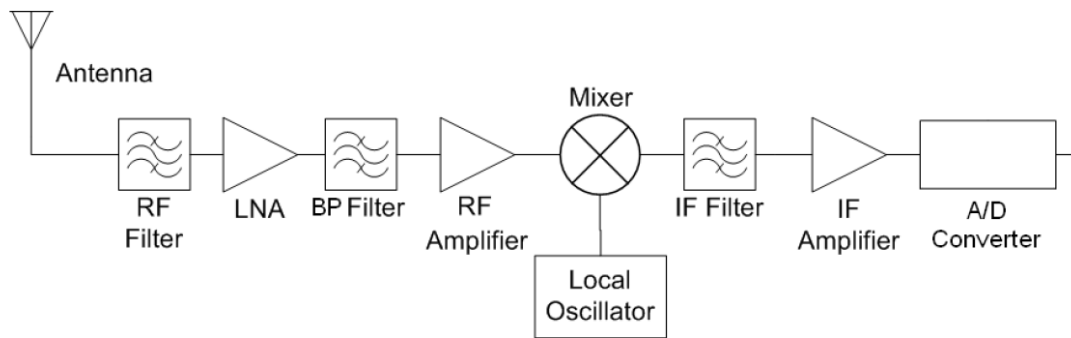 Antenna
RF
Filter
LNA
BP Filter
RF
Amplifier
Mixer
Local
Oscillator
IF Filter
IF
Amplifier
A/D
Converter